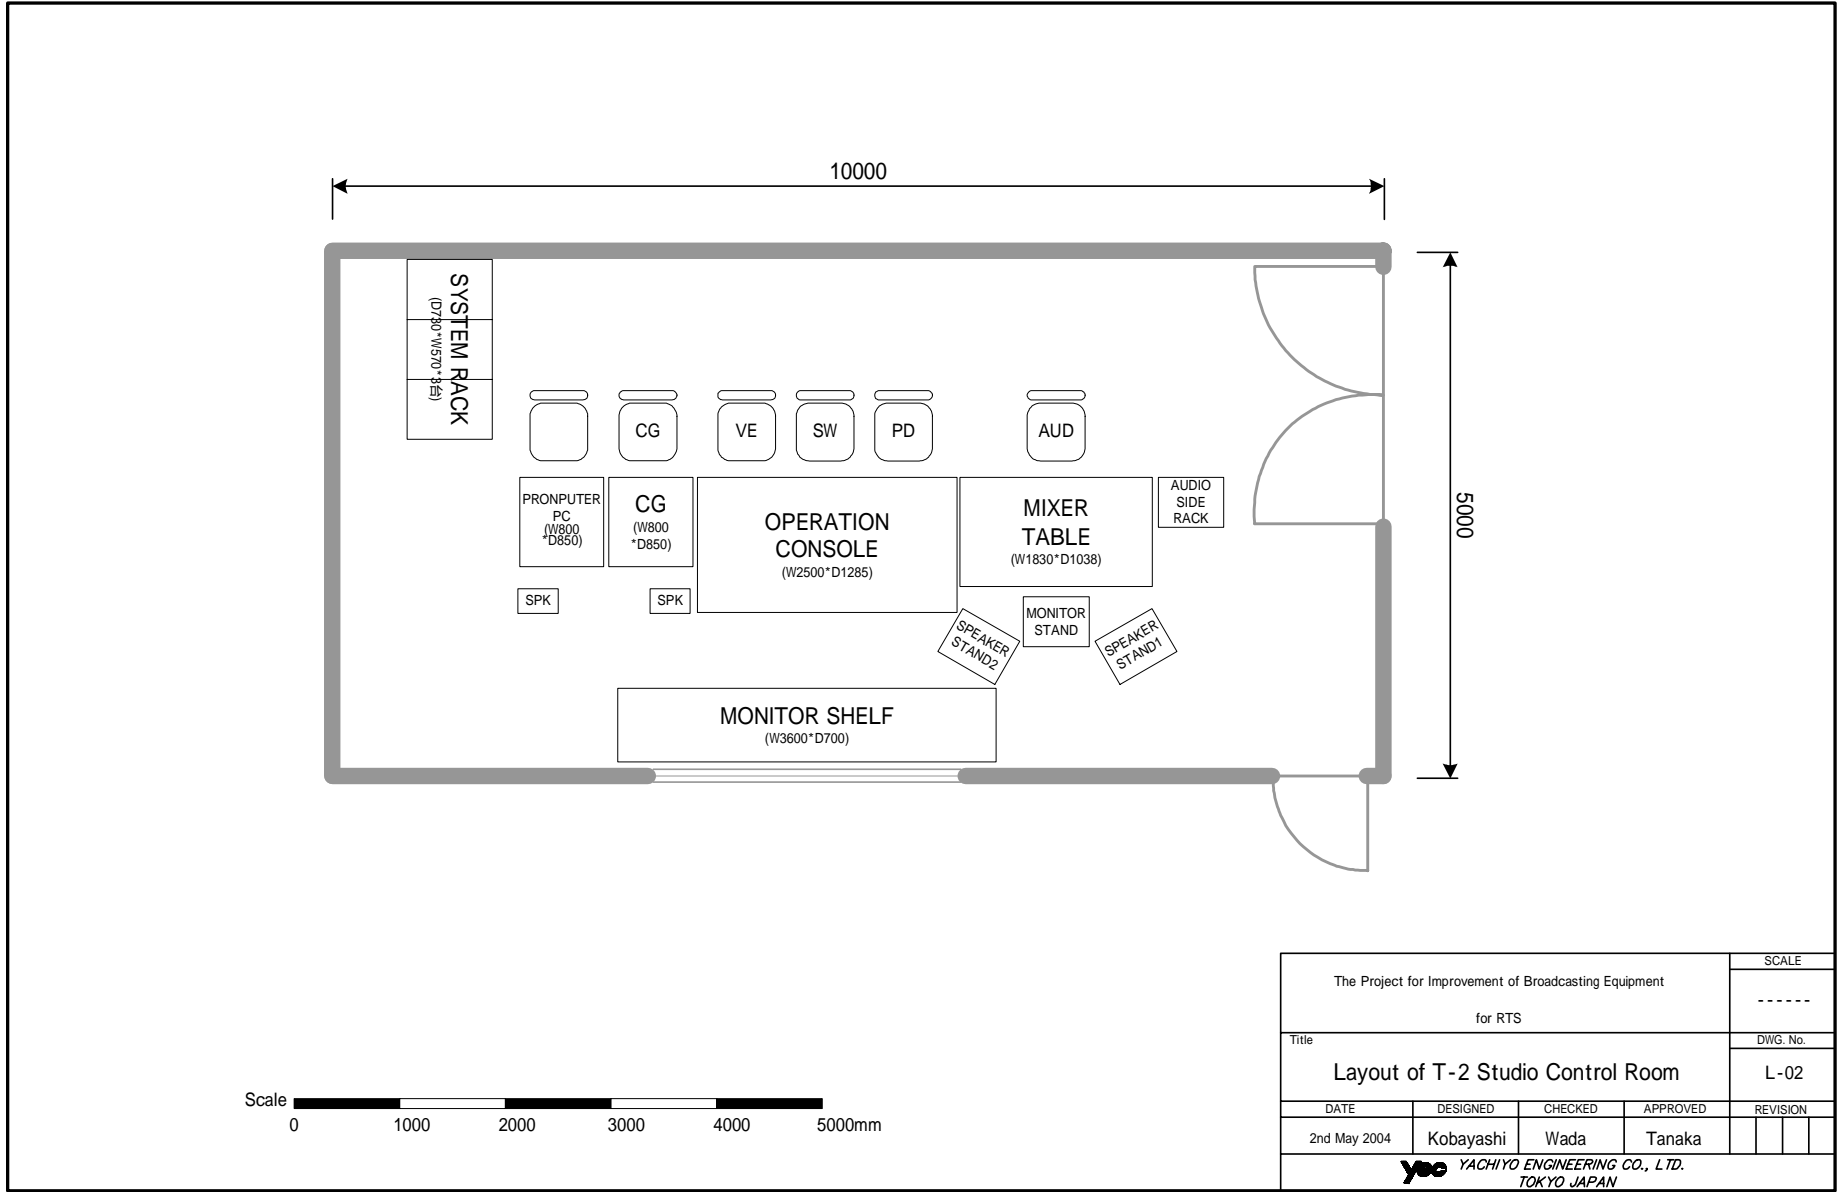 10000
SYSTEM RACK
(D730*W570*3台)
CG
VE
SW
PD
AUD
5000
PRONPUTER
PC
(W800
*D850)
CG
(W800
*D850)
OPERATION
CONSOLE
(W2500*D1285)
MIXER
TABLE
(W1830*D1038)
AUDIO
SIDE
RACK
SPK
SPK
SPEAKER
STAND2
MONITOR
STAND
SPEAKER
STAND1
MONITOR SHELF
(W3600*D700)
The Project for Improvement of Broadcasting Equipment
for RTS
SCALE
------
Title
Layout of T-2 Studio Control Room
DWG. No.
L-02
DATE DESIGNED CHECKED APPROVED REVISION
2nd May 2004 Kobayashi Wada Tanaka
yec YACHIYO ENGINEERING CO., LTD.
TOKYO JAPAN
Scale
0 1000 2000 3000 4000 5000mm